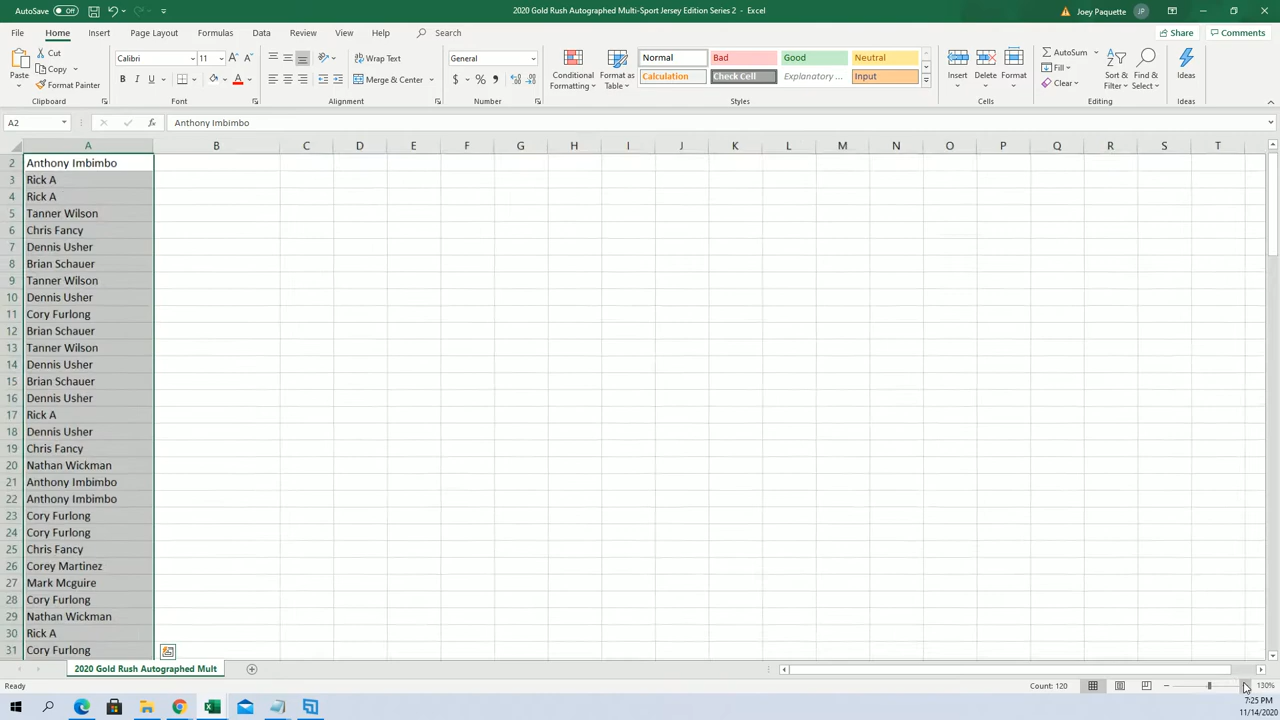 AutoSave Off 2020 Gold Rush Autographed Multi-Sport Jersey Edition Series 2 - Excel Joey Paquette JP
File Home Insert Page Layout Formulas Data Review View Help Search Share Comments
Paste Cut Copy Format Painter Clipboard
Calibri 11 B I U Font
Wrap Text Merge & Center Alignment
General $ % Number
Conditional Formatting Format as Table Normal Bad Good Neutral Calculation Check Cell Explanatory ... Input Styles
Insert Delete Format Cells
AutoSum Fill Clear Sort & Filter Find & Select Editing
Ideas Ideas
A2 fx Anthony Imbimbo
A B C D E F G H I J K L M N O P Q R S T
2 Anthony Imbimbo
3 Rick A
4 Rick A
5 Tanner Wilson
6 Chris Fancy
7 Dennis Usher
8 Brian Schauer
9 Tanner Wilson
10 Dennis Usher
11 Cory Furlong
12 Brian Schauer
13 Tanner Wilson
14 Dennis Usher
15 Brian Schauer
16 Dennis Usher
17 Rick A
18 Dennis Usher
19 Chris Fancy
20 Nathan Wickman
21 Anthony Imbimbo
22 Anthony Imbimbo
23 Cory Furlong
24 Cory Furlong
25 Chris Fancy
26 Corey Martinez
27 Mark Mcguire
28 Cory Furlong
29 Nathan Wickman
30 Rick A
31 Cory Furlong
2020 Gold Rush Autographed Mult
Ready Count: 120 130%
7:25 PM
11/14/2020